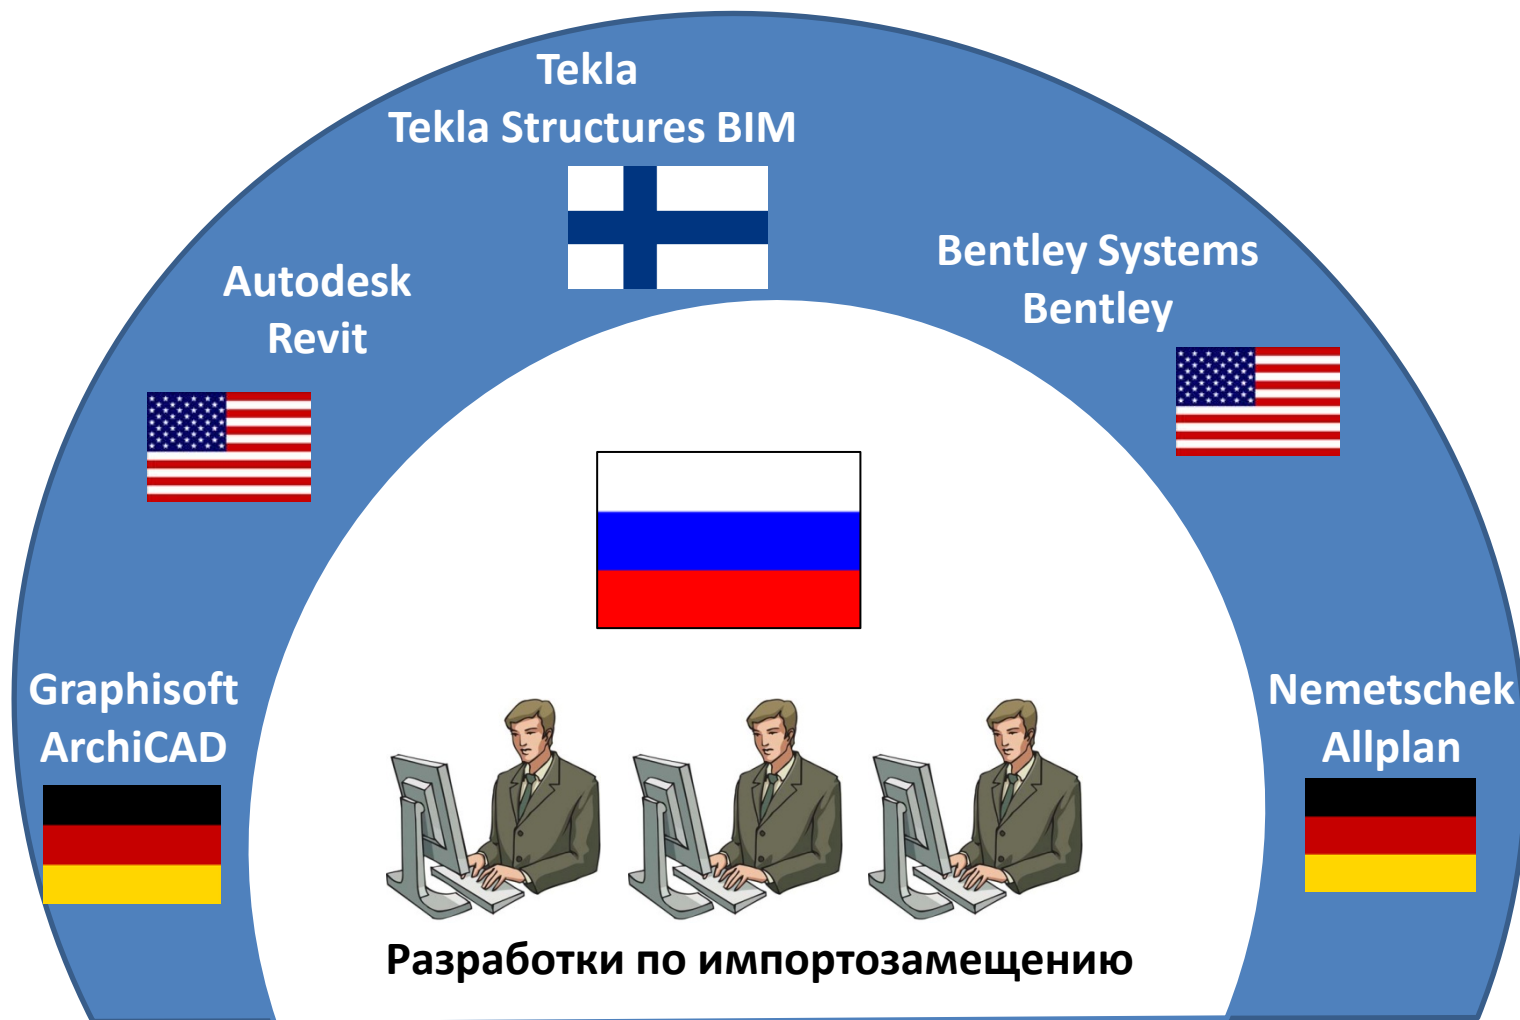 Tekla
Tekla Structures BIM
Autodesk
Revit
Bentley Systems
Bentley
Graphisoft
ArchiCAD
Nemetschek
Allplan
Разработки по импортозамещению